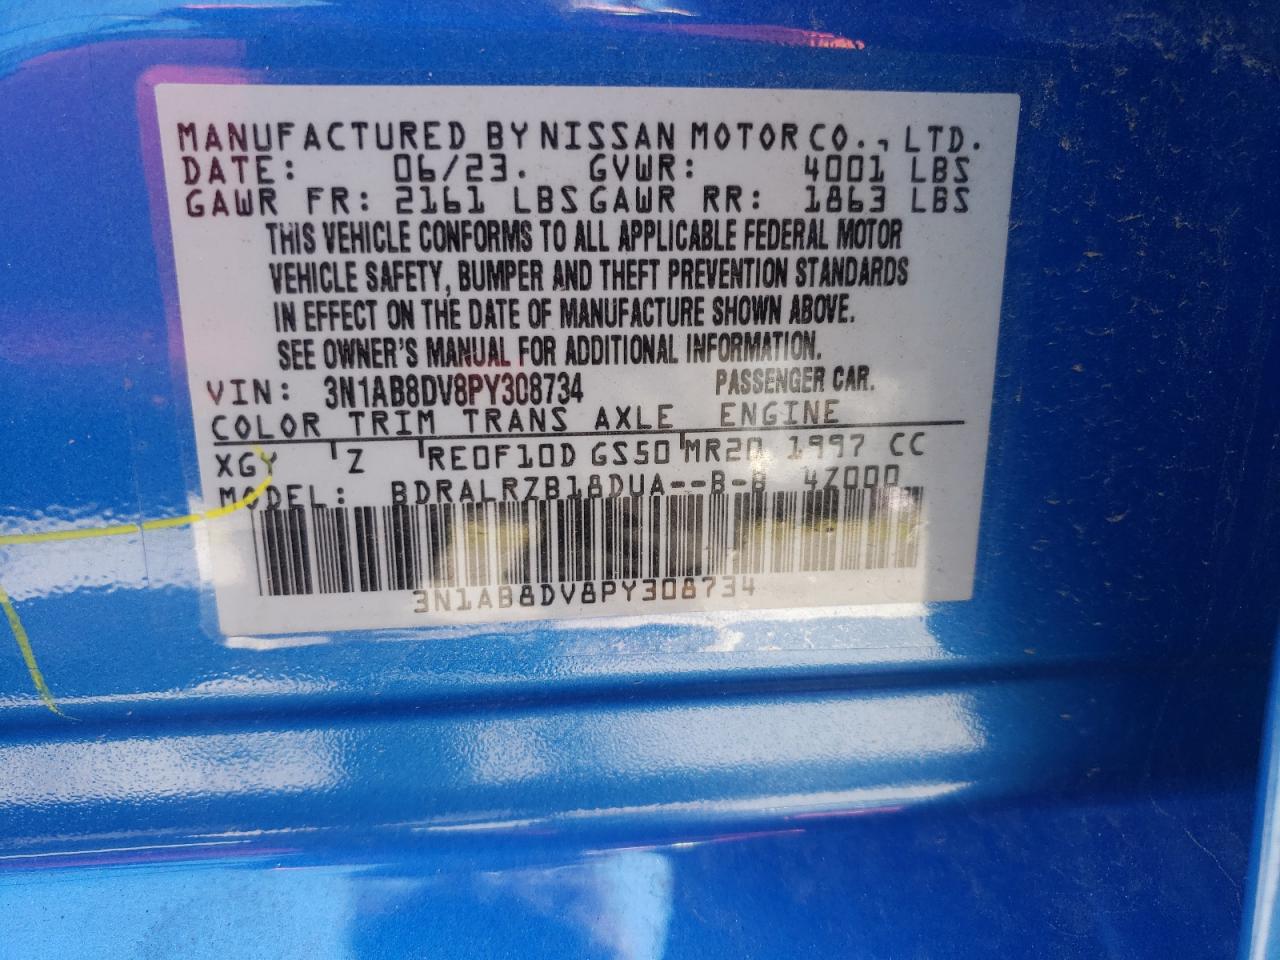 MANUFACTURED BY NISSAN MOTOR CO., LTD.
DATE: 06/23. GVWR: 4001 LBS
GAWR FR: 2161 LBS GAWR RR: 1863 LBS
THIS VEHICLE CONFORMS TO ALL APPLICABLE FEDERAL MOTOR
VEHICLE SAFETY, BUMPER AND THEFT PREVENTION STANDARDS
IN EFFECT ON THE DATE OF MANUFACTURE SHOWN ABOVE.
SEE OWNER'S MANUAL FOR ADDITIONAL INFORMATION.
VIN: 3N1AB8DV8PY308734 PASSENGER CAR.
COLOR TRIM TRANS AXLE ENGINE
XGY Z RE0F10D GS50 MR20 1997 CC
MODEL: BDRALRZB18DUA--B-B 4Z000
3N1AB8DV8PY308734